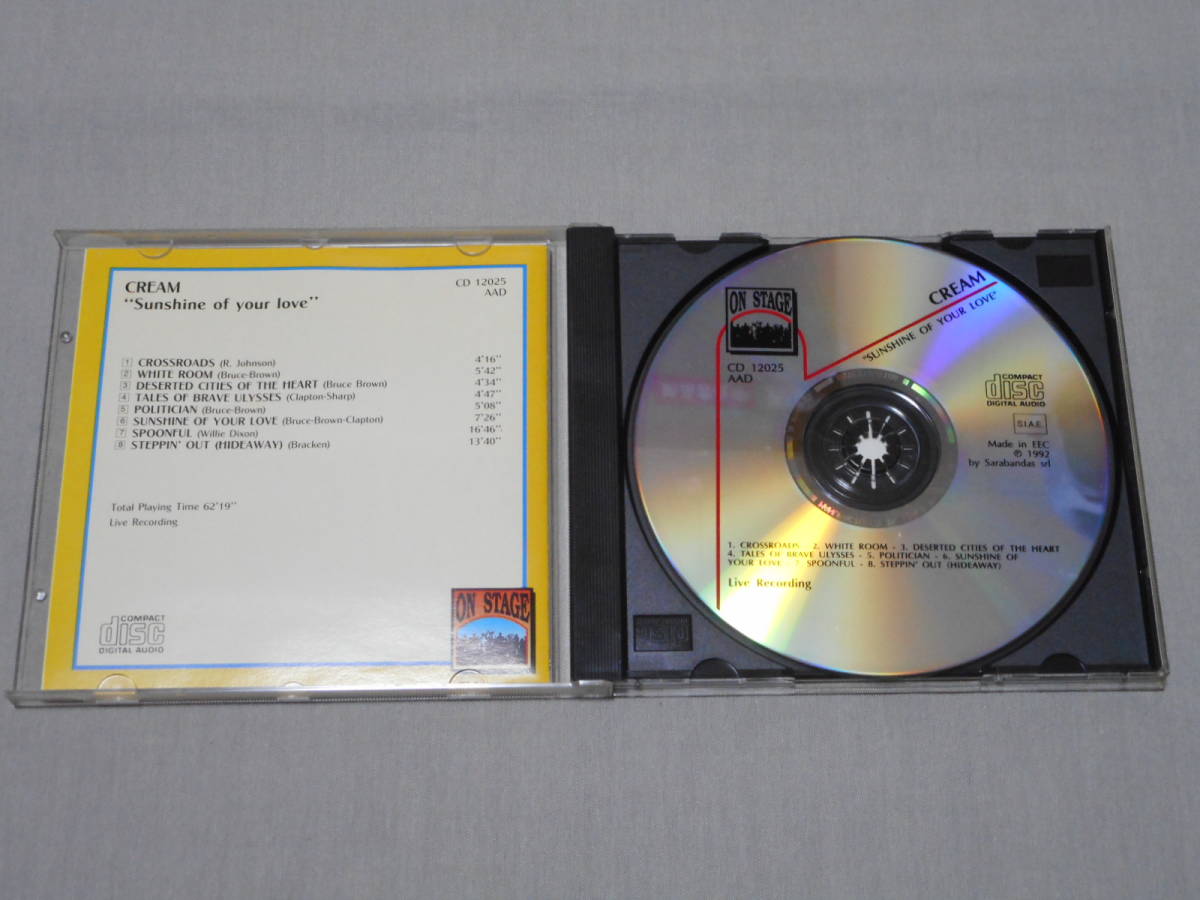 CREAM
"Sunshine of your love"
CD 12025
AAD
1 CROSSROADS (R. Johnson) 4'16"
2 WHITE ROOM (Bruce-Brown) 5'42"
3 DESERTED CITIES OF THE HEART (Bruce Brown) 4'34"
4 TALES OF BRAVE ULYSSES (Clapton-Sharp) 4'47"
5 POLITICIAN (Bruce-Brown) 5'08"
6 SUNSHINE OF YOUR LOVE (Bruce-Brown-Clapton) 7'26"
7 SPOONFUL (Willie Dixon) 16'46"
8 STEPPIN' OUT (HIDEAWAY) (Bracken) 13'40"
Total Playing Time 62'19"
Live Recording
COMPACT
disc
DIGITAL AUDIO
ON STAGE
ON STAGE
CD 12025
AAD
CREAM
"SUNSHINE OF YOUR LOVE"
COMPACT
disc
DIGITAL AUDIO
S.I.A.E.
Made in EEC
℗ 1992
by Sarabandas srl
1. CROSSROADS - 2. WHITE ROOM - 3. DESERTED CITIES OF THE HEART
4. TALES OF BRAVE ULYSSES - 5. POLITICIAN - 6. SUNSHINE OF
YOUR LOVE - 7. SPOONFUL - 8. STEPPIN' OUT (HIDEAWAY)
Live Recording